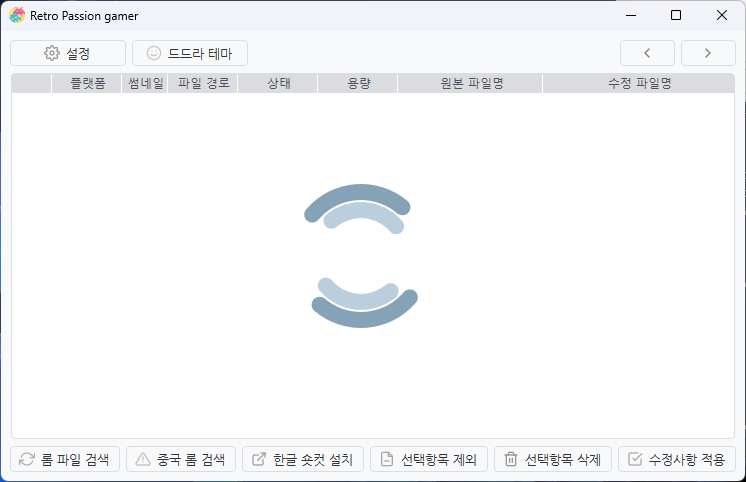 Retro Passion gamer
설정 드드라 테마
플랫폼 썸네일 파일 경로 상태 용량 원본 파일명 수정 파일명
롬 파일 검색 중국 롬 검색 한글 숏컷 설치 선택항목 제외 선택항목 삭제 수정사항 적용